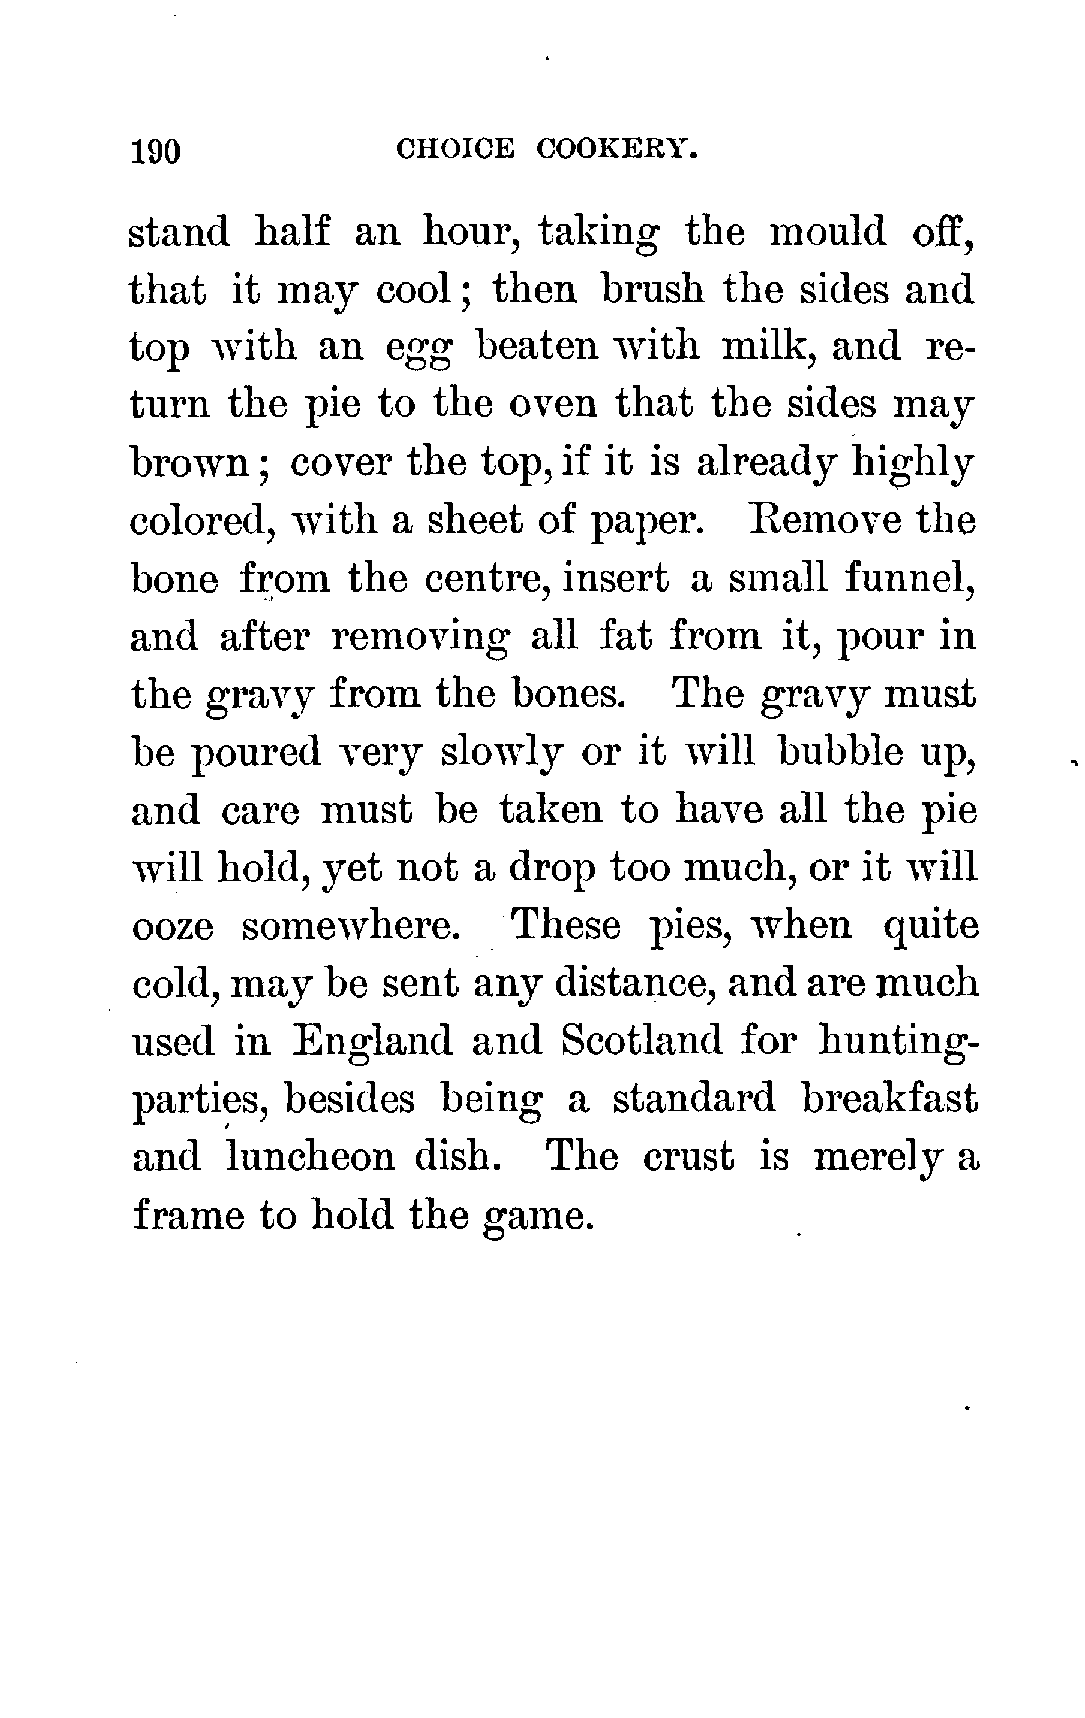 190 CHOICE COOKERY.
stand half an hour, taking the mould off,
that it may cool; then brush the sides and
top with an egg beaten with milk, and re-
turn the pie to the oven that the sides may
brown; cover the top, if it is already highly
colored, with a sheet of paper. Remove the
bone from the centre, insert a small funnel,
and after removing all fat from it, pour in
the gravy from the bones. The gravy must
be poured very slowly or it will bubble up,
and care must be taken to have all the pie
will hold, yet not a drop too much, or it will
ooze somewhere. These pies, when quite
cold, may be sent any distance, and are much
used in England and Scotland for hunting-
parties, besides being a standard breakfast
and luncheon dish. The crust is merely a
frame to hold the game.